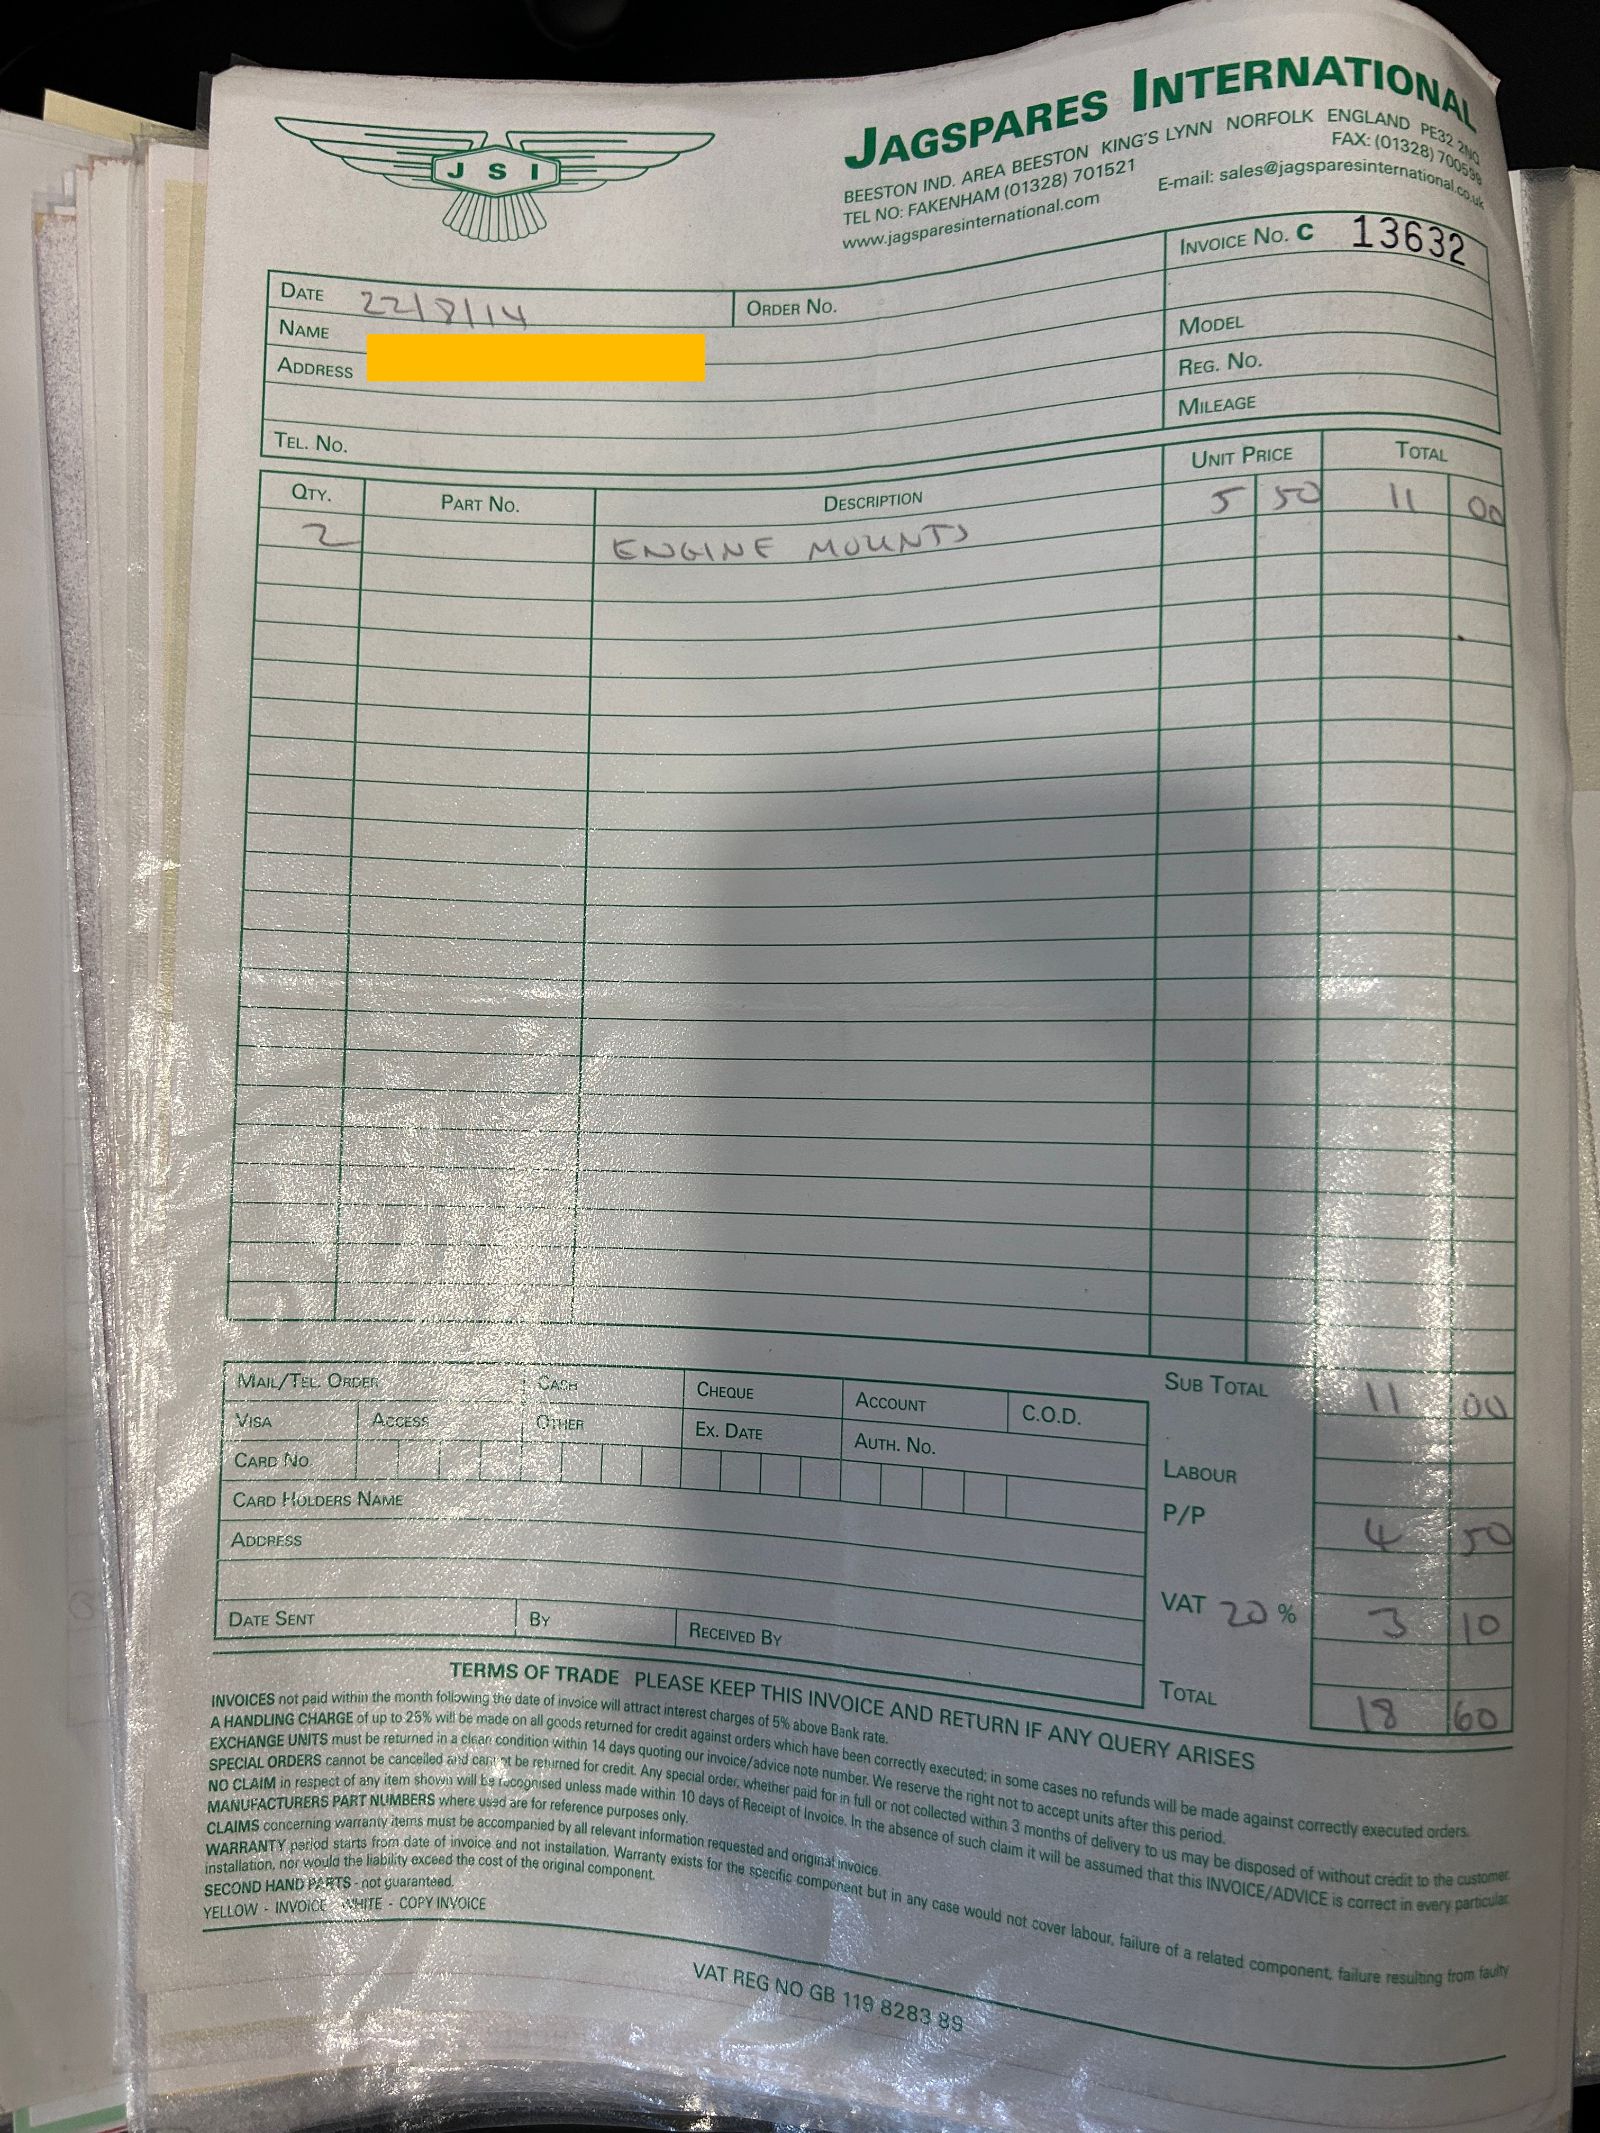 J S I
JAGSPARES INTERNATIONAL
BEESTON IND. AREA BEESTON KING'S LYNN NORFOLK ENGLAND PE32 2NQ
TEL NO: FAKENHAM (01328) 701521 FAX: (01328) 700598
www.jagsparesinternational.com E-mail: sales@jagsparesinternational.co.uk
INVOICE NO. C 13632
DATE 22/8/14 ORDER NO.
NAME MODEL
ADDRESS REG. NO.
MILEAGE
TEL. NO.
QTY. PART NO. DESCRIPTION UNIT PRICE TOTAL
2 ENGINE MOUNTS 5 50 11 00
MAIL/TEL. ORDER CASH CHEQUE ACCOUNT C.O.D. SUB TOTAL 11 00
VISA ACCESS OTHER EX. DATE AUTH. NO.
CARD NO. LABOUR
CARD HOLDERS NAME P/P 4 50
ADDRESS
VAT 20 % 3 10
DATE SENT BY RECEIVED BY
TOTAL 18 60
TERMS OF TRADE PLEASE KEEP THIS INVOICE AND RETURN IF ANY QUERY ARISES
INVOICES not paid within the month following the date of invoice will attract interest charges of 5% above Bank rate.
A HANDLING CHARGE of up to 25% will be made on all goods returned for credit against orders which have been correctly executed; in some cases no refunds will be made against correctly executed orders.
EXCHANGE UNITS must be returned in a clean condition within 14 days quoting our invoice/advice note number. We reserve the right not to accept units after this period.
SPECIAL ORDERS cannot be cancelled and cannot be returned for credit. Any special order, whether paid for in full or not collected within 3 months of delivery to us may be disposed of without credit to the customer.
NO CLAIM in respect of any item shown will be recognised unless made within 10 days of Receipt of Invoice. In the absence of such claim it will be assumed that this INVOICE/ADVICE is correct in every particular.
MANUFACTURERS PART NUMBERS where used are for reference purposes only.
CLAIMS concerning warranty items must be accompanied by all relevant information requested and original invoice.
WARRANTY period starts from date of invoice and not installation. Warranty exists for the specific component but in any case would not cover labour, failure of a related component, failure resulting from faulty
installation, nor would the liability exceed the cost of the original component.
SECOND HAND PARTS - not guaranteed.
YELLOW - INVOICE WHITE - COPY INVOICE
VAT REG NO GB 119 8283 89